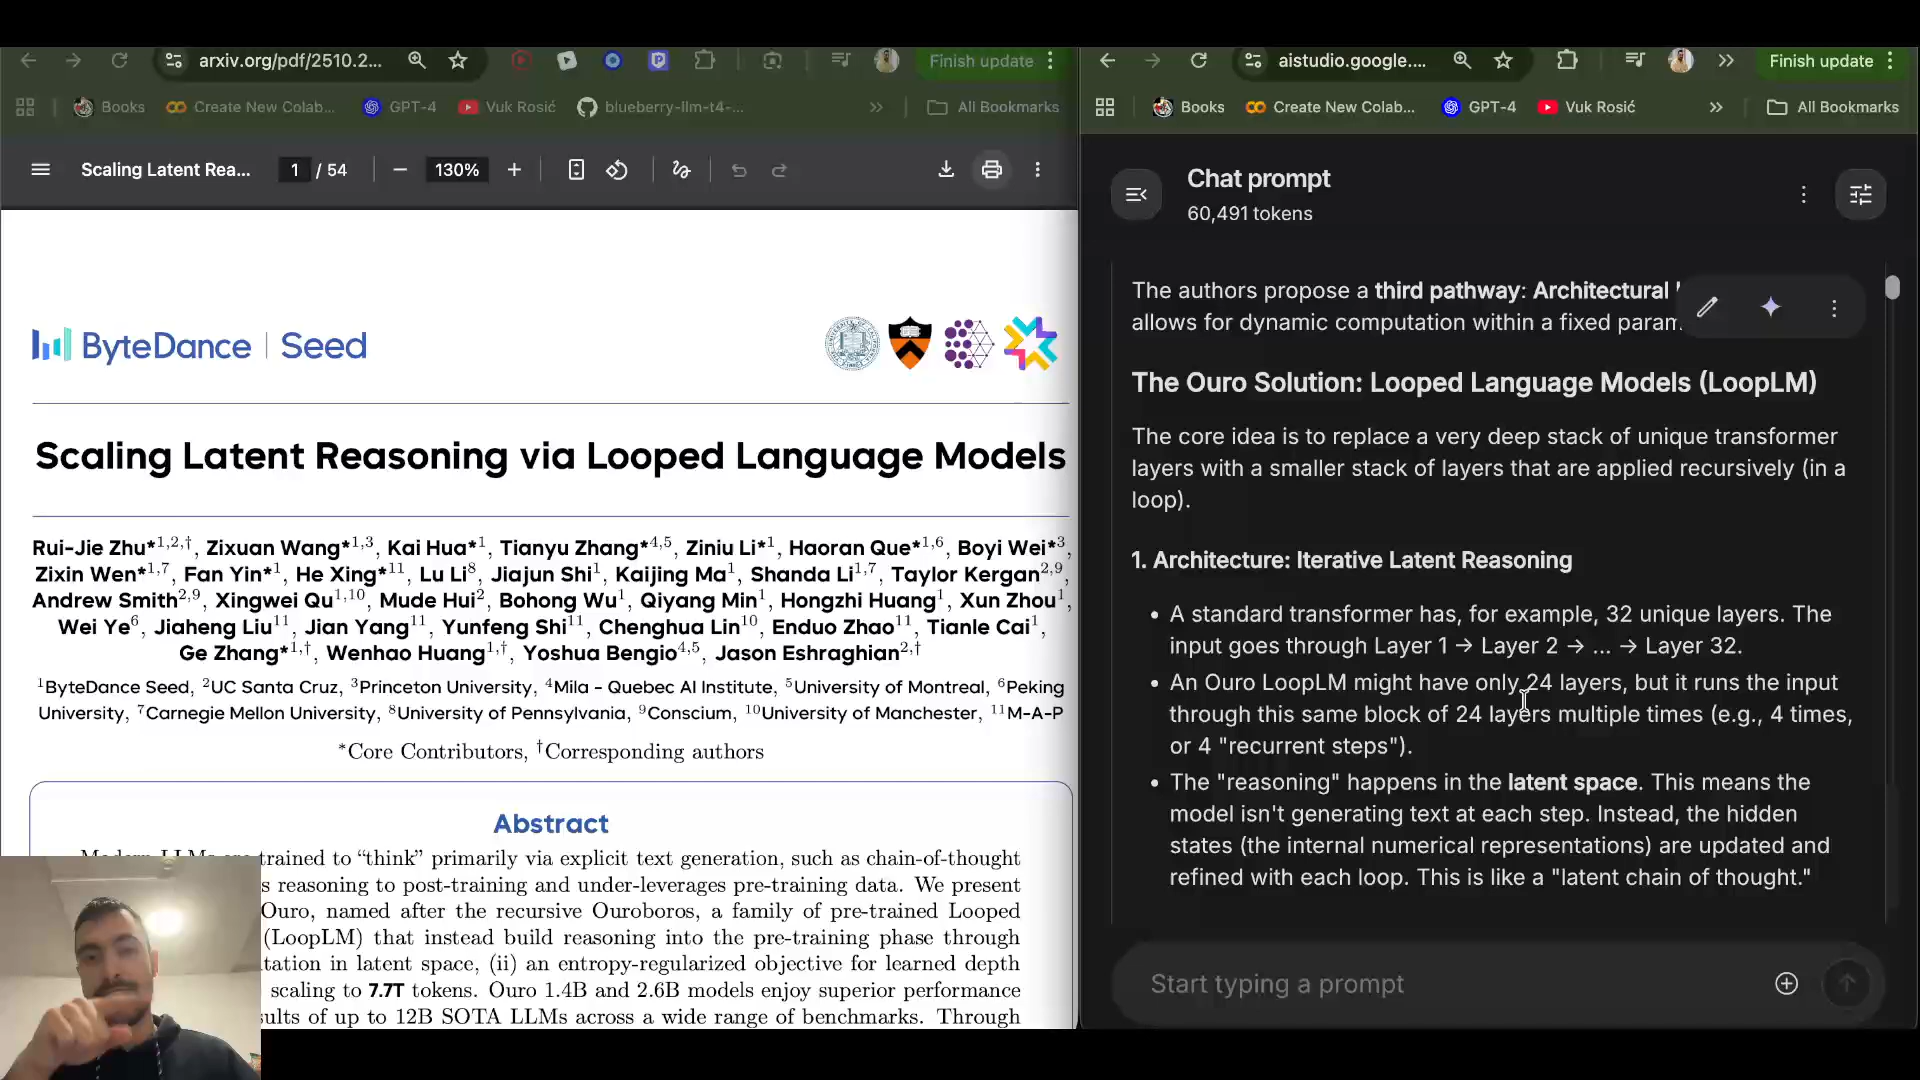 arxiv.org/pdf/2510.2...
Finish update
Books
Create New Colab...
GPT-4
Vuk Rosić
blueberry-llm-t4-...
All Bookmarks
Scaling Latent Rea...
1 / 54
130%
ByteDance | Seed
Scaling Latent Reasoning via Looped Language Models
Rui-Jie Zhu*1,2,†, Zixuan Wang*1,3, Kai Hua*1, Tianyu Zhang*4,5, Ziniu Li*1, Haoran Que*1,6, Boyi Wei*3,
Zixin Wen*1,7, Fan Yin*1, He Xing*11, Lu Li8, Jiajun Shi1, Kaijing Ma1, Shanda Li1,7, Taylor Kergan2,9,
Andrew Smith2,9, Xingwei Qu1,10, Mude Hui2, Bohong Wu1, Qiyang Min1, Hongzhi Huang1, Xun Zhou1,
Wei Ye6, Jiaheng Liu11, Jian Yang11, Yunfeng Shi11, Chenghua Lin10, Enduo Zhao11, Tianle Cai1,
Ge Zhang*1,†, Wenhao Huang1,†, Yoshua Bengio4,5, Jason Eshraghian2,†
1ByteDance Seed, 2UC Santa Cruz, 3Princeton University, 4Mila - Quebec AI Institute, 5University of Montreal, 6Peking
University, 7Carnegie Mellon University, 8University of Pennsylvania, 9Conscium, 10University of Manchester, 11M-A-P
*Core Contributors, †Corresponding authors
Abstract
trained to “think” primarily via explicit text generation, such as chain-of-thought
s reasoning to post-training and under-leverages pre-training data. We present
Ouro, named after the recursive Ouroboros, a family of pre-trained Looped
(LoopLM) that instead build reasoning into the pre-training phase through
tation in latent space, (ii) an entropy-regularized objective for learned depth
scaling to 7.7T tokens. Ouro 1.4B and 2.6B models enjoy superior performance
sults of up to 12B SOTA LLMs across a wide range of benchmarks. Through
aistudio.google....
Finish update
Books
Create New Colab...
GPT-4
Vuk Rosić
All Bookmarks
Chat prompt
60,491 tokens
The authors propose a third pathway: Architectural
allows for dynamic computation within a fixed param
The Ouro Solution: Looped Language Models (LoopLM)
The core idea is to replace a very deep stack of unique transformer
layers with a smaller stack of layers that are applied recursively (in a
loop).
1. Architecture: Iterative Latent Reasoning
• A standard transformer has, for example, 32 unique layers. The
input goes through Layer 1 → Layer 2 → ... → Layer 32.
• An Ouro LoopLM might have only 24 layers, but it runs the input
through this same block of 24 layers multiple times (e.g., 4 times,
or 4 "recurrent steps").
• The "reasoning" happens in the latent space. This means the
model isn't generating text at each step. Instead, the hidden
states (the internal numerical representations) are updated and
refined with each loop. This is like a "latent chain of thought."
Start typing a prompt